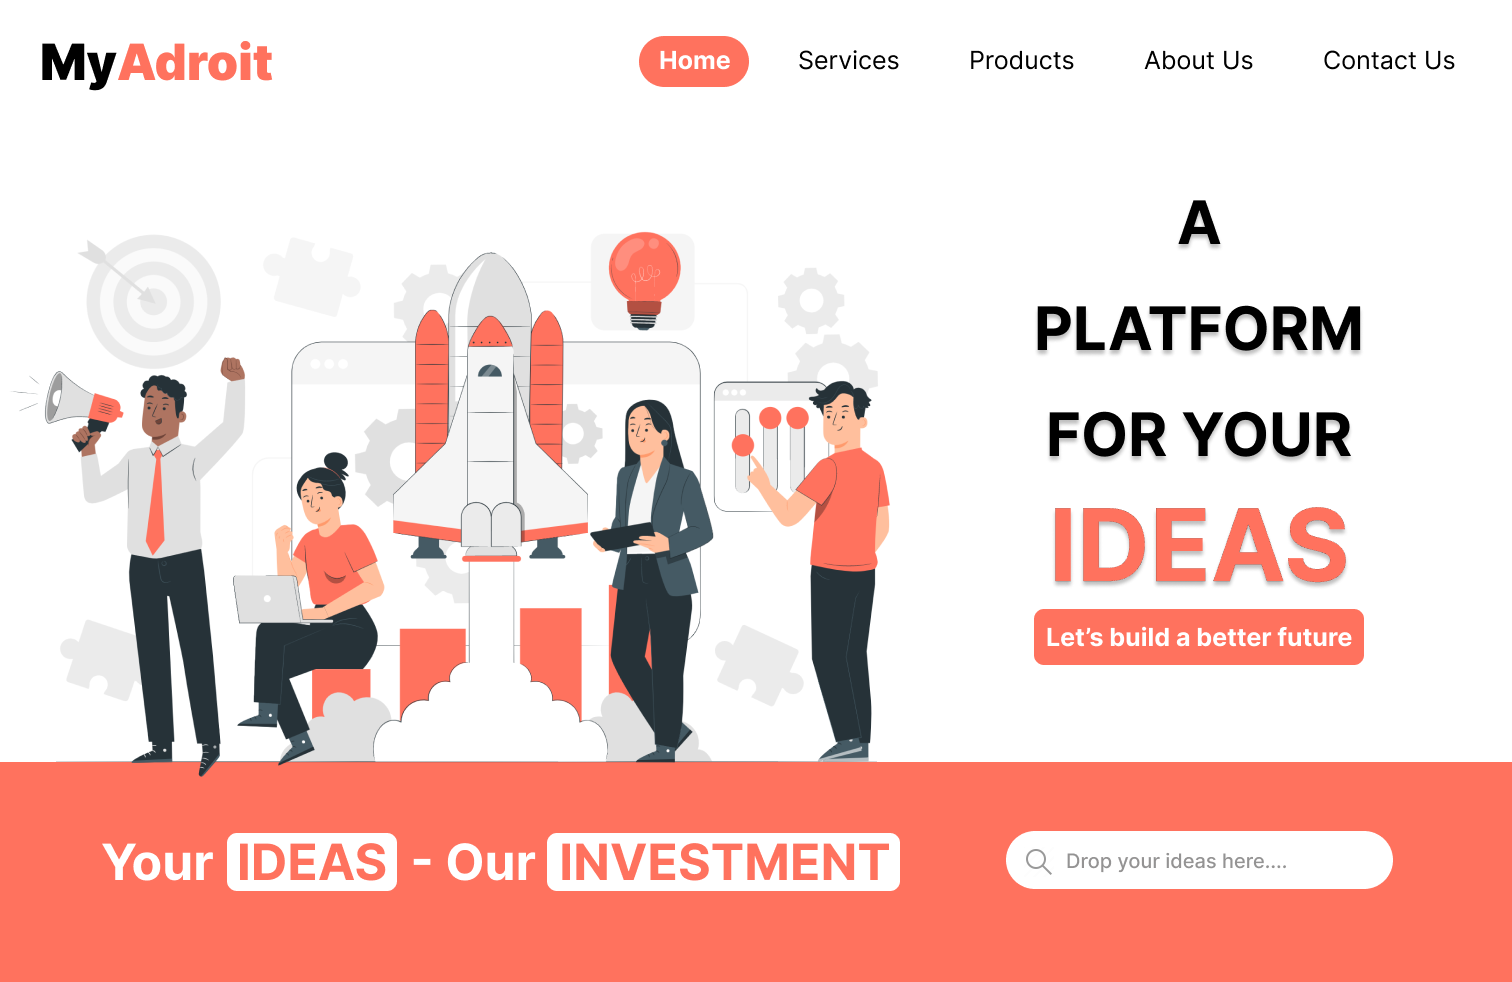 MyAdroit
Home Services Products About Us Contact Us
A
PLATFORM
FOR YOUR
IDEAS
Let’s build a better future
Your IDEAS - Our INVESTMENT
Drop your ideas here....